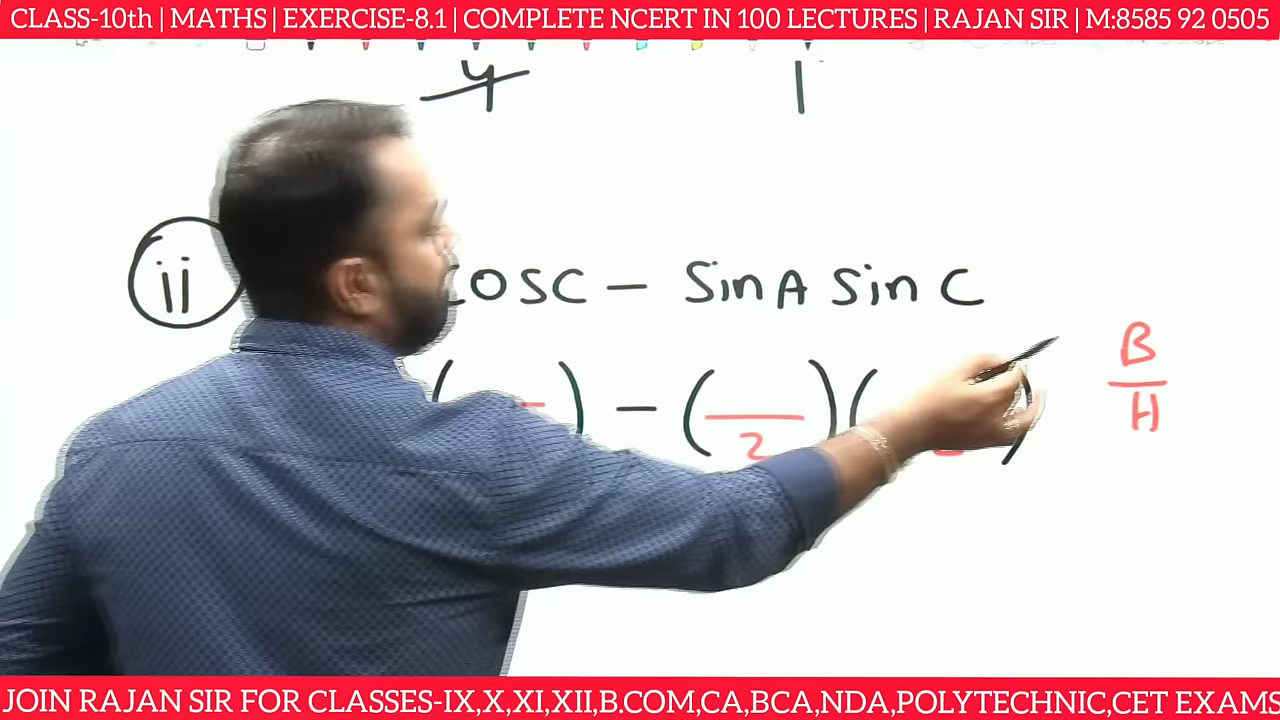 CLASS-10th | MATHS | EXERCISE-8.1 | COMPLETE NCERT IN 100 LECTURES | RAJAN SIR | M:8585 92 0505
4 1
ii COSC - Sin A Sin C
( ) - ( 2 ) ( )
B
H
JOIN RAJAN SIR FOR CLASSES-IX,X,XI,XII,B.COM,CA,BCA,NDA,POLYTECHNIC,CET EXAMS